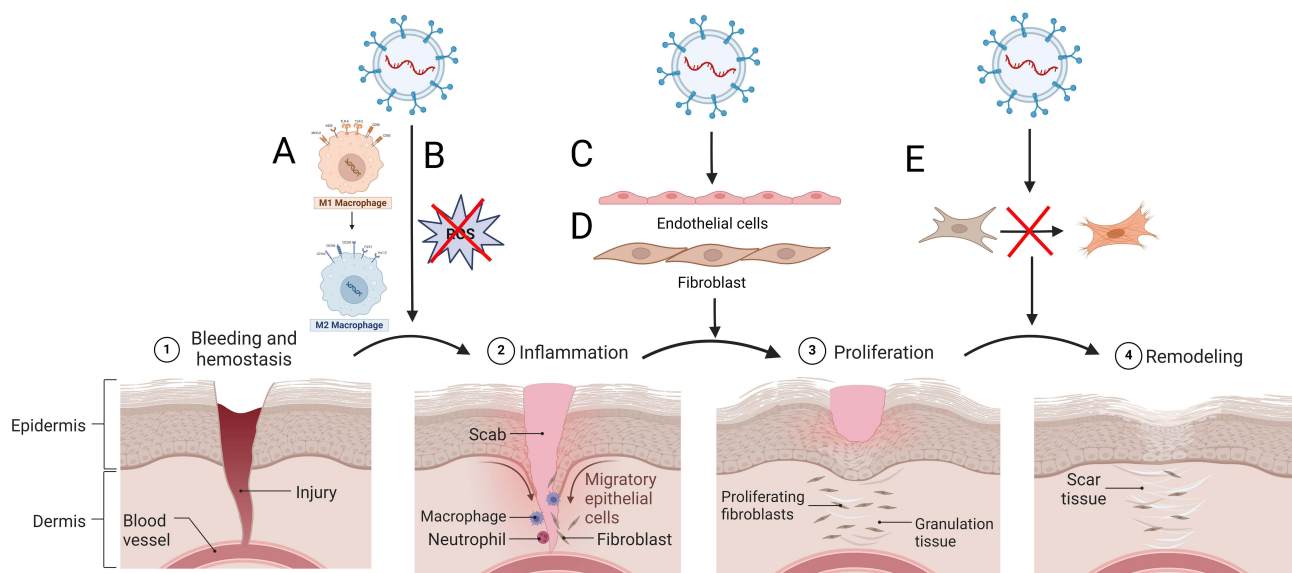 A
B
C
D
E
TLR4
M1 Macrophage
M2 Macrophage
ROS
Endothelial cells
Fibroblast
1
Bleeding and
hemostasis
2
Inflammation
3
Proliferation
4
Remodeling
Epidermis
Dermis
Injury
Blood
vessel
Scab
Migratory
epithelial
cells
Macrophage
Neutrophil
Fibroblast
Proliferating
fibroblasts
Granulation
tissue
Scar
tissue